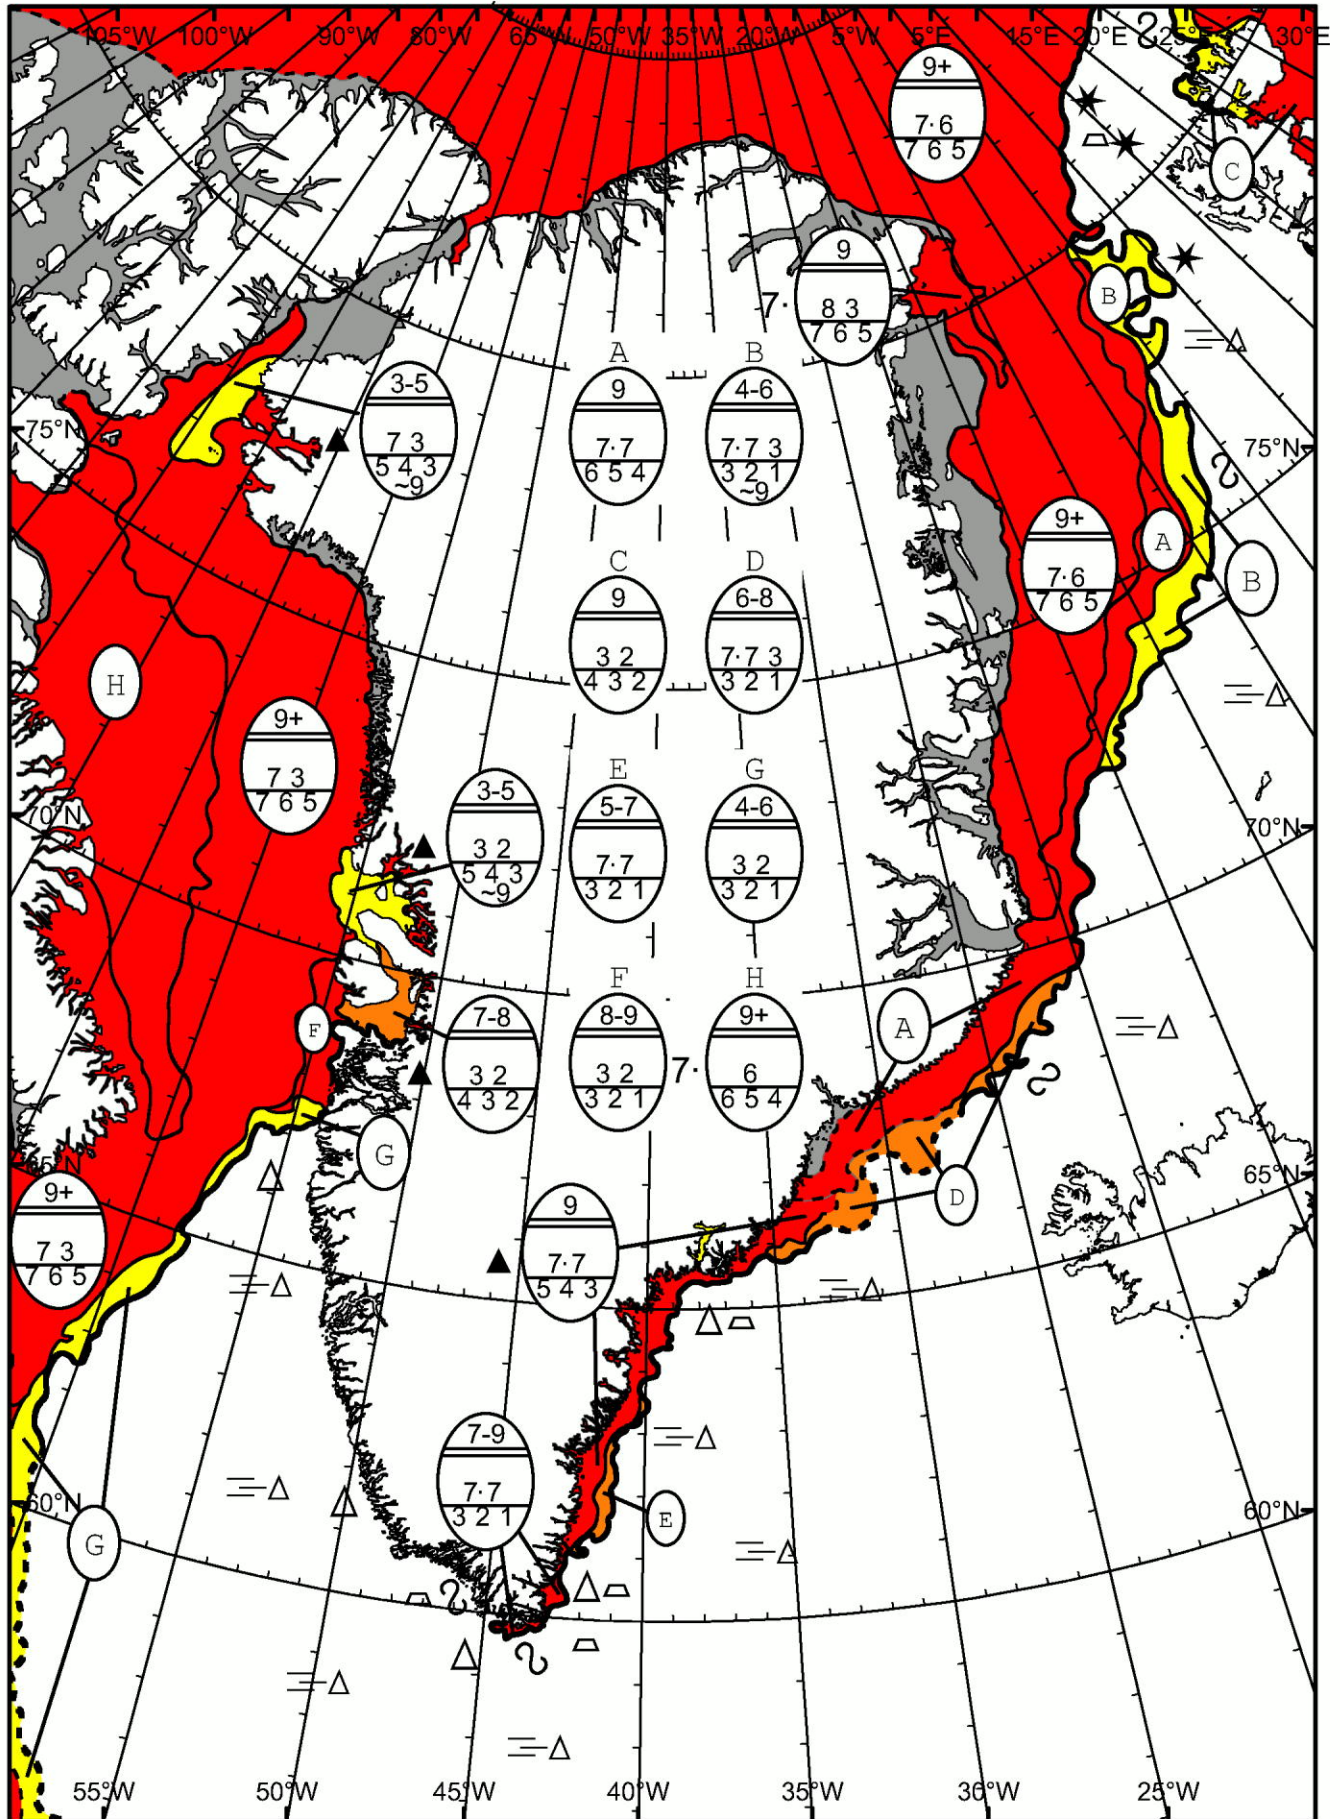 105°W 100°W 90°W 80°W 65°W 50°W 35°W 20°W 5°W 5°E 15°E 20°E 25°E 30°E
9+
7·6
7 6 5
C
9
7· 8 3
7 6 5
B
3-5
7 3
5 4 3
~9
A
9
7·7
6 5 4
B
4-6
7·7 3
3 2 1
~9
75°N
75°N
9+
7·6
7 6 5
A
B
C
9
3 2
4 3 2
D
6-8
7·7 3
3 2 1
H
9+
7 3
7 6 5
70°N
70°N
3-5
3 2
5 4 3
~9
E
5-7
7·7
3 2 1
G
4-6
3 2
3 2 1
F
7-8
3 2
4 3 2
F
8-9
3 2
3 2 1
H
9+
7· 6
6 5 4
A
G
65°N
65°N
9+
7 3
7 6 5
D
9
7·7
5 4 3
7-9
7·7
3 2 1
E
60°N
60°N
G
55°W 50°W 45°W 40°W 35°W 30°W 25°W